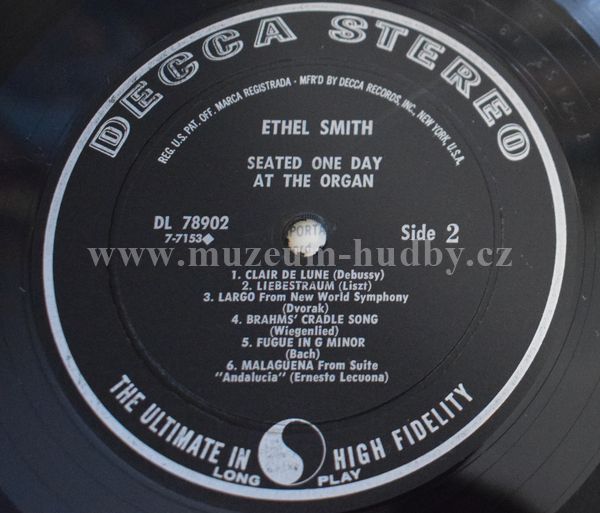 DECCA STEREO
REG. U.S. PAT. OFF. MARCA REGISTRADA · MFR'D BY DECCA RECORDS, INC., NEW YORK, U.S.A.
ETHEL SMITH
SEATED ONE DAY
AT THE ORGAN
DL 78902
7-7153◆
Side 2
www.muzeum-hudby.cz
1. CLAIR DE LUNE (Debussy)
2. LIEBESTRAUM (Liszt)
3. LARGO From New World Symphony
(Dvorak)
4. BRAHMS' CRADLE SONG
(Wiegenlied)
5. FUGUE IN G MINOR
(Bach)
6. MALAGUENA From Suite
"Andalucia" (Ernesto Lecuona)
THE ULTIMATE IN HIGH FIDELITY
LONG PLAY